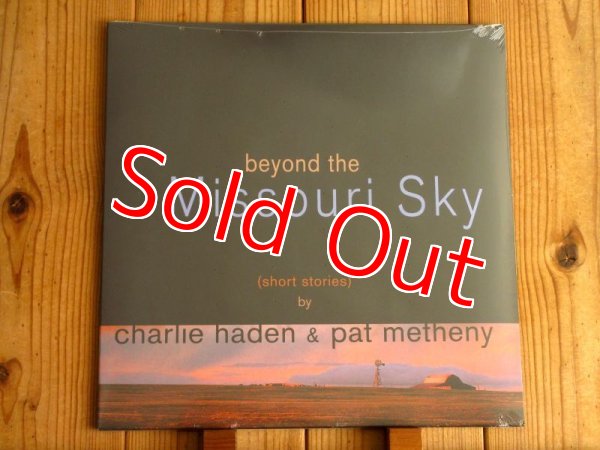 beyond the
Missouri Sky
Sold Out
(short stories)
by
charlie haden & pat metheny